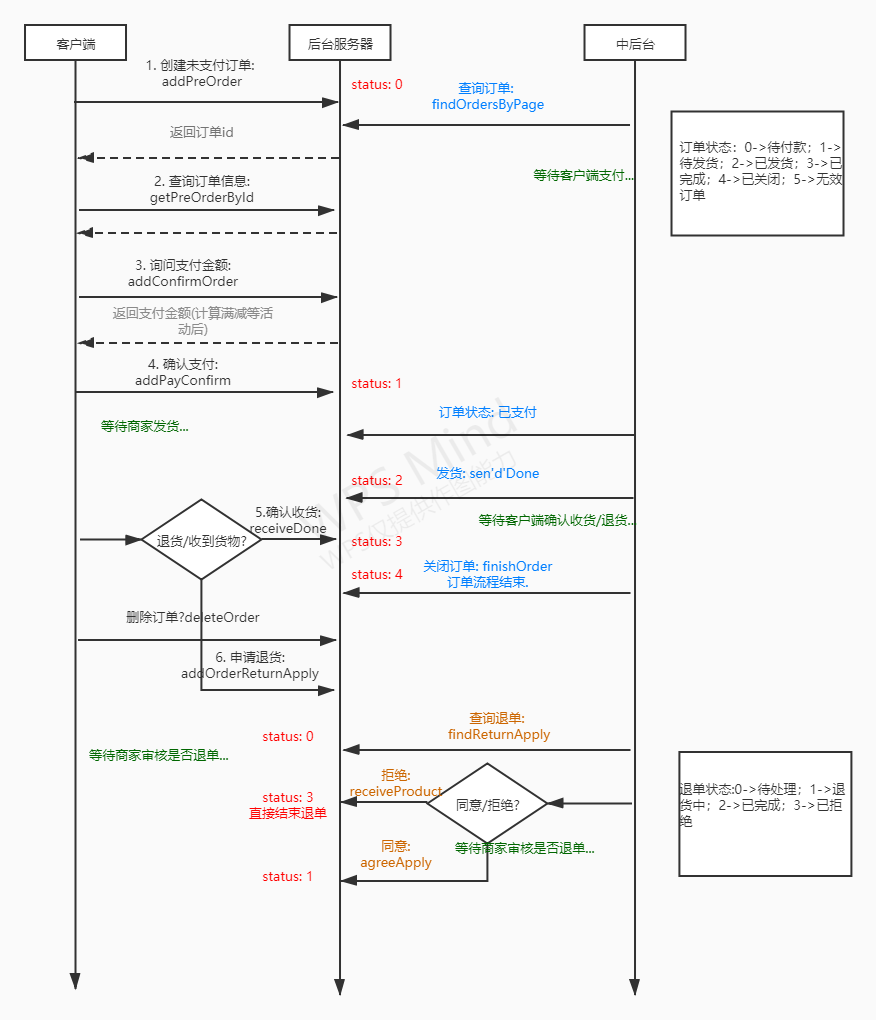 客户端
后台服务器
中后台
1. 创建未支付订单:
addPreOrder
status: 0
查询订单:
findOrdersByPage
返回订单id
等待客户端支付...
订单状态：0->待付款；1->
待发货；2->已发货；3->已
完成；4->已关闭；5->无效
订单
2. 查询订单信息:
getPreOrderById
3. 询问支付金额:
addConfirmOrder
返回支付金额(计算满减等活
动后)
4. 确认支付:
addPayConfirm
status: 1
等待商家发货...
订单状态: 已支付
WPS Mind
WPS仅提供作图能力
发货: sen'd'Done
status: 2
5.确认收货:
receiveDone
退货/收到货物?
等待客户端确认收货/退货...
status: 3
关闭订单: finishOrder
订单流程结束.
status: 4
删除订单?deleteOrder
6. 申请退货:
addOrderReturnApply
查询退单:
findReturnApply
status: 0
等待商家审核是否退单...
拒绝:
receiveProduct
status: 3
直接结束退单
同意/拒绝?
退单状态:0->待处理；1->退
货中；2->已完成；3->已拒
绝
同意:
agreeApply
等待商家审核是否退单...
status: 1